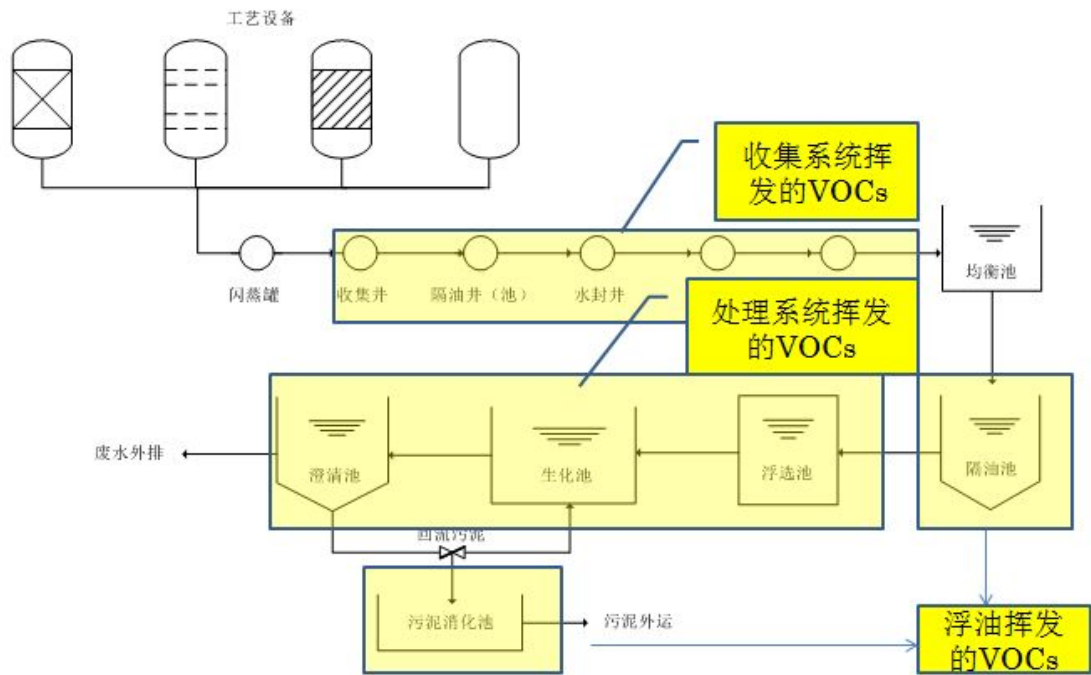 工艺设备
收集系统挥
发的VOCs
闪蒸罐
收集井
隔油井（池）
水封井
均衡池
处理系统挥
发的VOCs
废水外排
澄清池
生化池
浮选池
隔油池
回流污泥
污泥消化池
污泥外运
浮油挥发
的VOCs